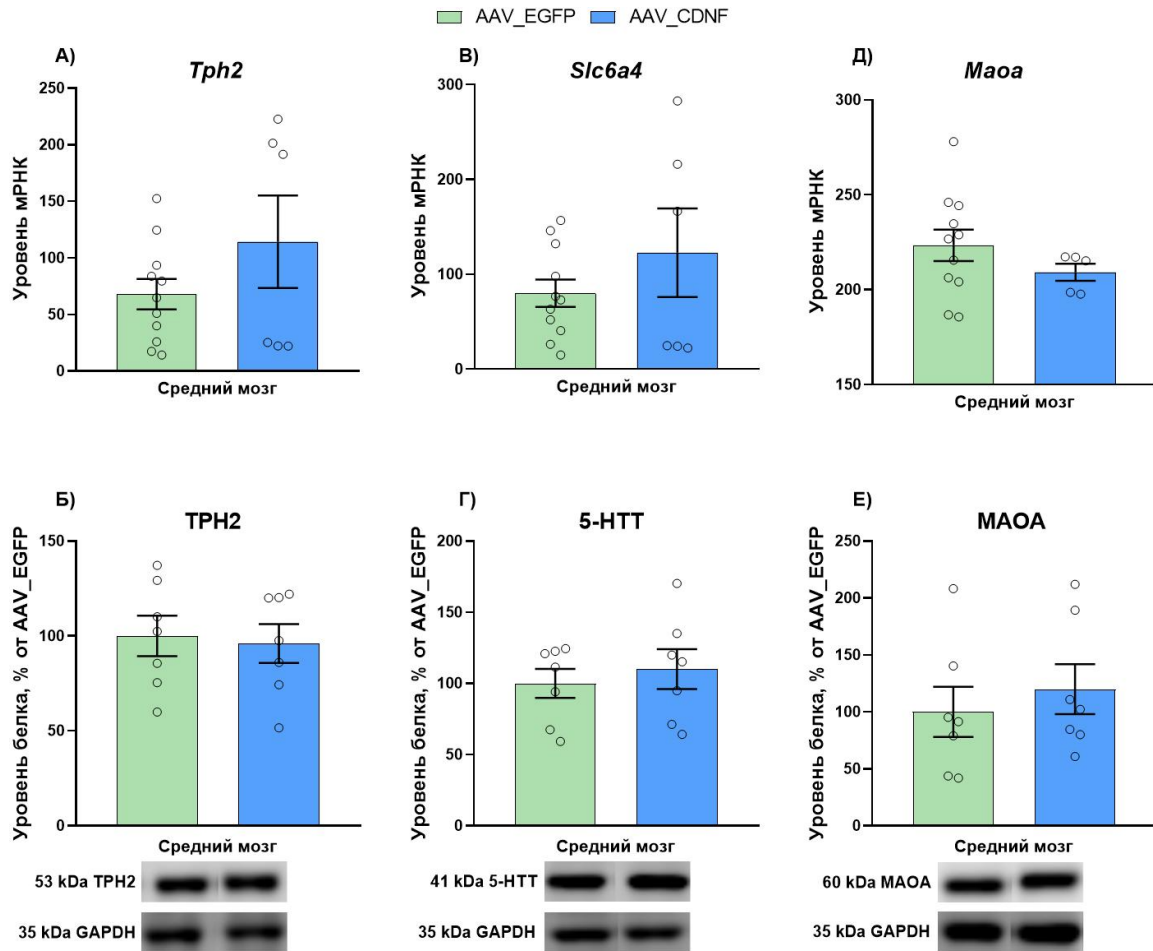 AAV_EGFP AAV_CDNF
А) Tph2
Уровень мРНК
250
200
150
100
50
0
Средний мозг
В) Slc6a4
Уровень мРНК
300
200
100
0
Средний мозг
Д) Maoa
Уровень мРНК
300
250
200
150
Средний мозг
Б) TPH2
Уровень белка, % от AAV_EGFP
150
100
50
0
Средний мозг
53 kDa TPH2
35 kDa GAPDH
Г) 5-HTT
Уровень белка, % от AAV_EGFP
200
150
100
50
0
Средний мозг
41 kDa 5-HTT
35 kDa GAPDH
Е) MAOA
Уровень белка, % от AAV_EGFP
250
200
150
100
50
0
Средний мозг
60 kDa MAOA
35 kDa GAPDH